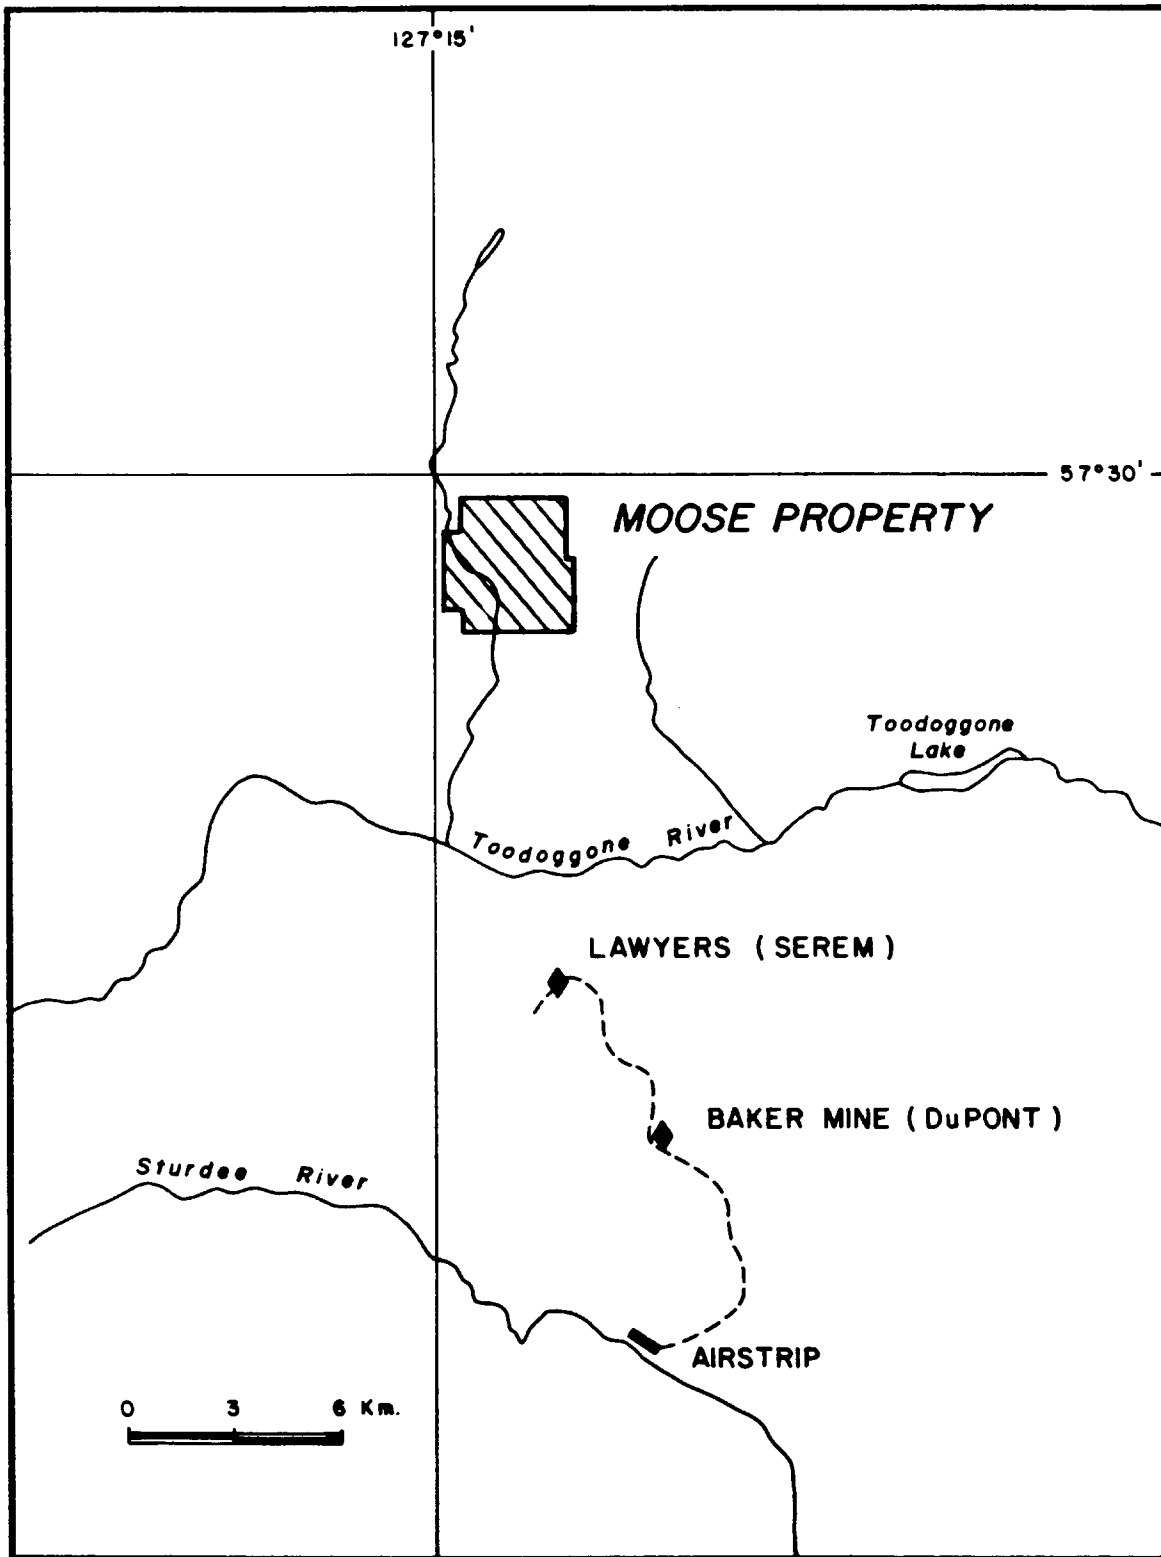 127°15'
57°30'
MOOSE PROPERTY
Toodoggone
Lake
Toodoggone River
LAWYERS (SEREM)
BAKER MINE (DuPONT)
Sturdee River
AIRSTRIP
0 3 6 Km.